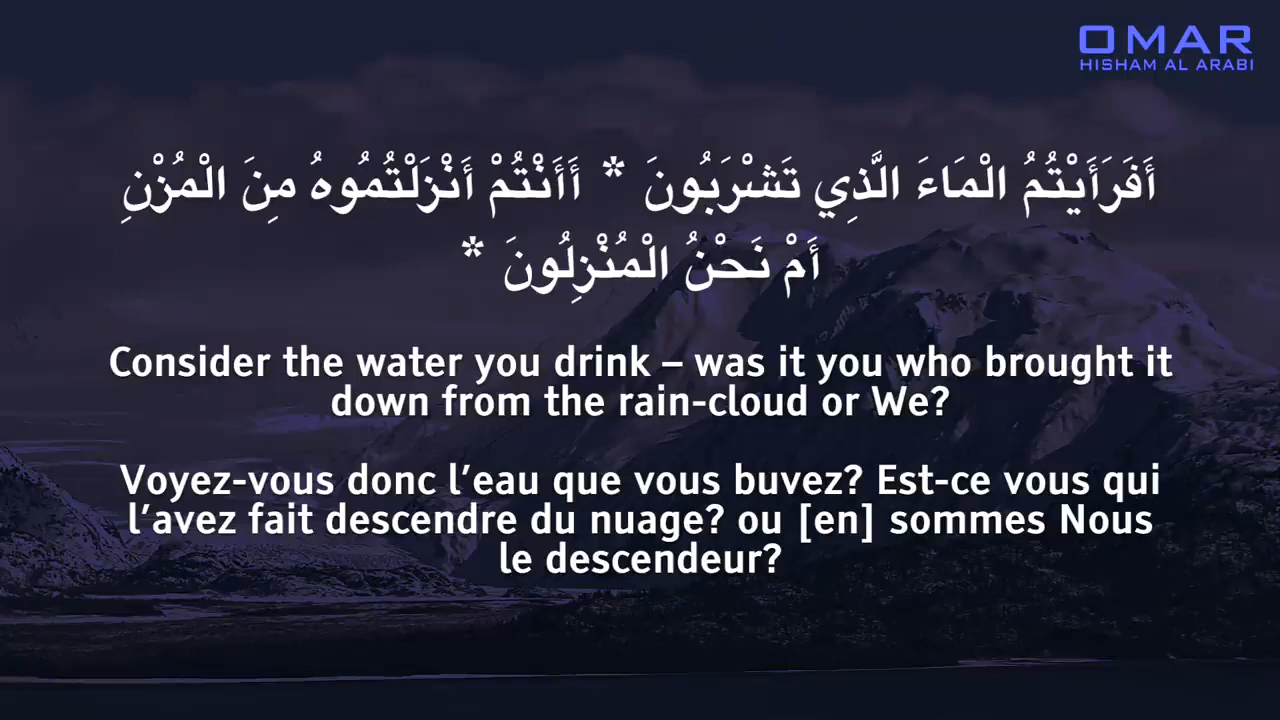 OMAR
HISHAM AL ARABI
أَفَرَأَيْتُمُ الْمَاءَ الَّذِي تَشْرَبُونَ * أَأَنْتُمْ أَنْزَلْتُمُوهُ مِنَ الْمُزْنِ
أَمْ نَحْنُ الْمُنْزِلُونَ *
Consider the water you drink – was it you who brought it
down from the rain-cloud or We?
Voyez-vous donc l’eau que vous buvez? Est-ce vous qui
l’avez fait descendre du nuage? ou [en] sommes Nous
le descendeur?